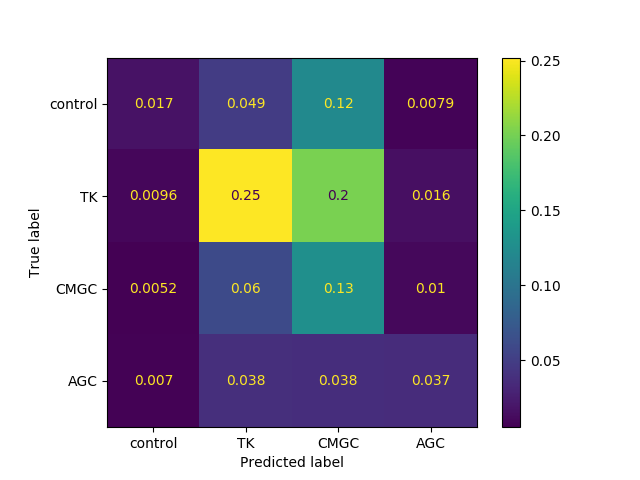 control 0.017 0.049 0.12 0.0079
TK 0.0096 0.25 0.2 0.016
CMGC 0.0052 0.06 0.13 0.01
AGC 0.007 0.038 0.038 0.037
control TK CMGC AGC
Predicted label
True label
0.25
0.20
0.15
0.10
0.05